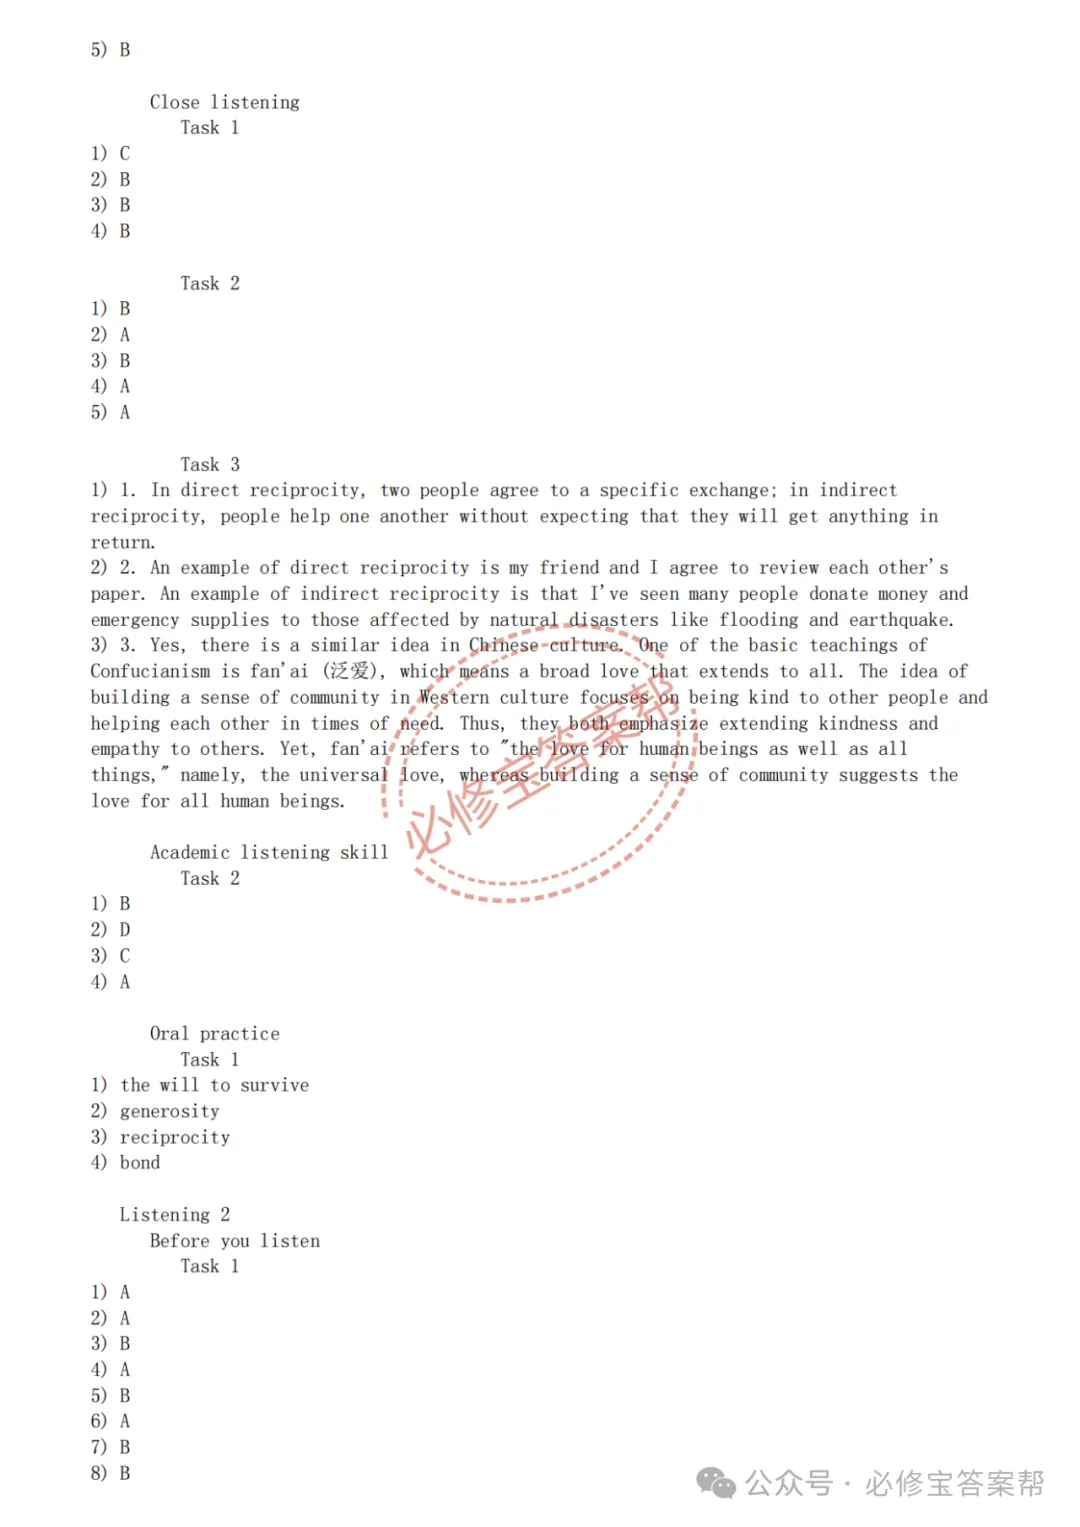 5) B
Close listening
Task 1
1) C
2) B
3) B
4) B
Task 2
1) B
2) A
3) B
4) A
5) A
Task 3
1) 1. In direct reciprocity, two people agree to a specific exchange; in indirect
reciprocity, people help one another without expecting that they will get anything in
return.
2) 2. An example of direct reciprocity is my friend and I agree to review each other's
paper. An example of indirect reciprocity is that I've seen many people donate money and
emergency supplies to those affected by natural disasters like flooding and earthquake.
3) 3. Yes, there is a similar idea in Chinese culture. One of the basic teachings of
Confucianism is fan'ai (泛爱), which means a broad love that extends to all. The idea of
building a sense of community in Western culture focuses on being kind to other people and
helping each other in times of need. Thus, they both emphasize extending kindness and
empathy to others. Yet, fan'ai refers to "the love for human beings as well as all
things," namely, the universal love, whereas building a sense of community suggests the
love for all human beings.
必修宝答案帮
Academic listening skill
Task 2
1) B
2) D
3) C
4) A
Oral practice
Task 1
1) the will to survive
2) generosity
3) reciprocity
4) bond
Listening 2
Before you listen
Task 1
1) A
2) A
3) B
4) A
5) B
6) A
7) B
8) B
公众号 · 必修宝答案帮